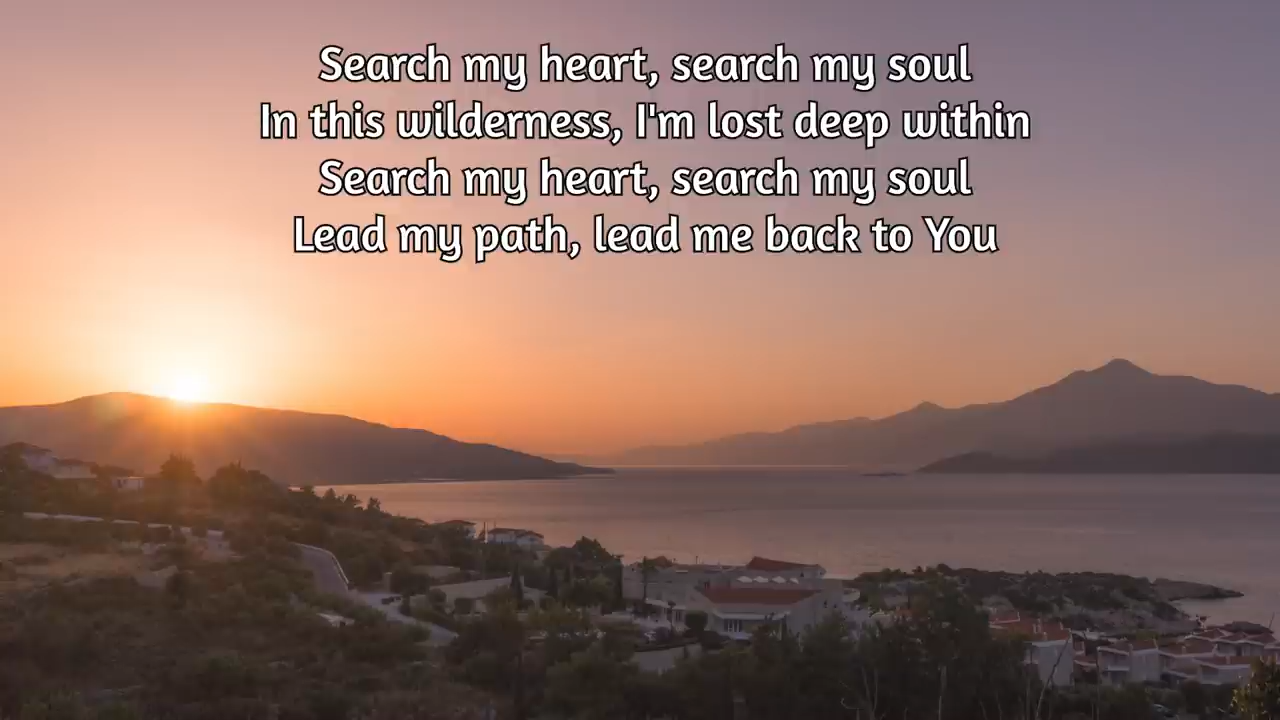 Search my heart, search my soul
In this wilderness, I'm lost deep within
Search my heart, search my soul
Lead my path, lead me back to You